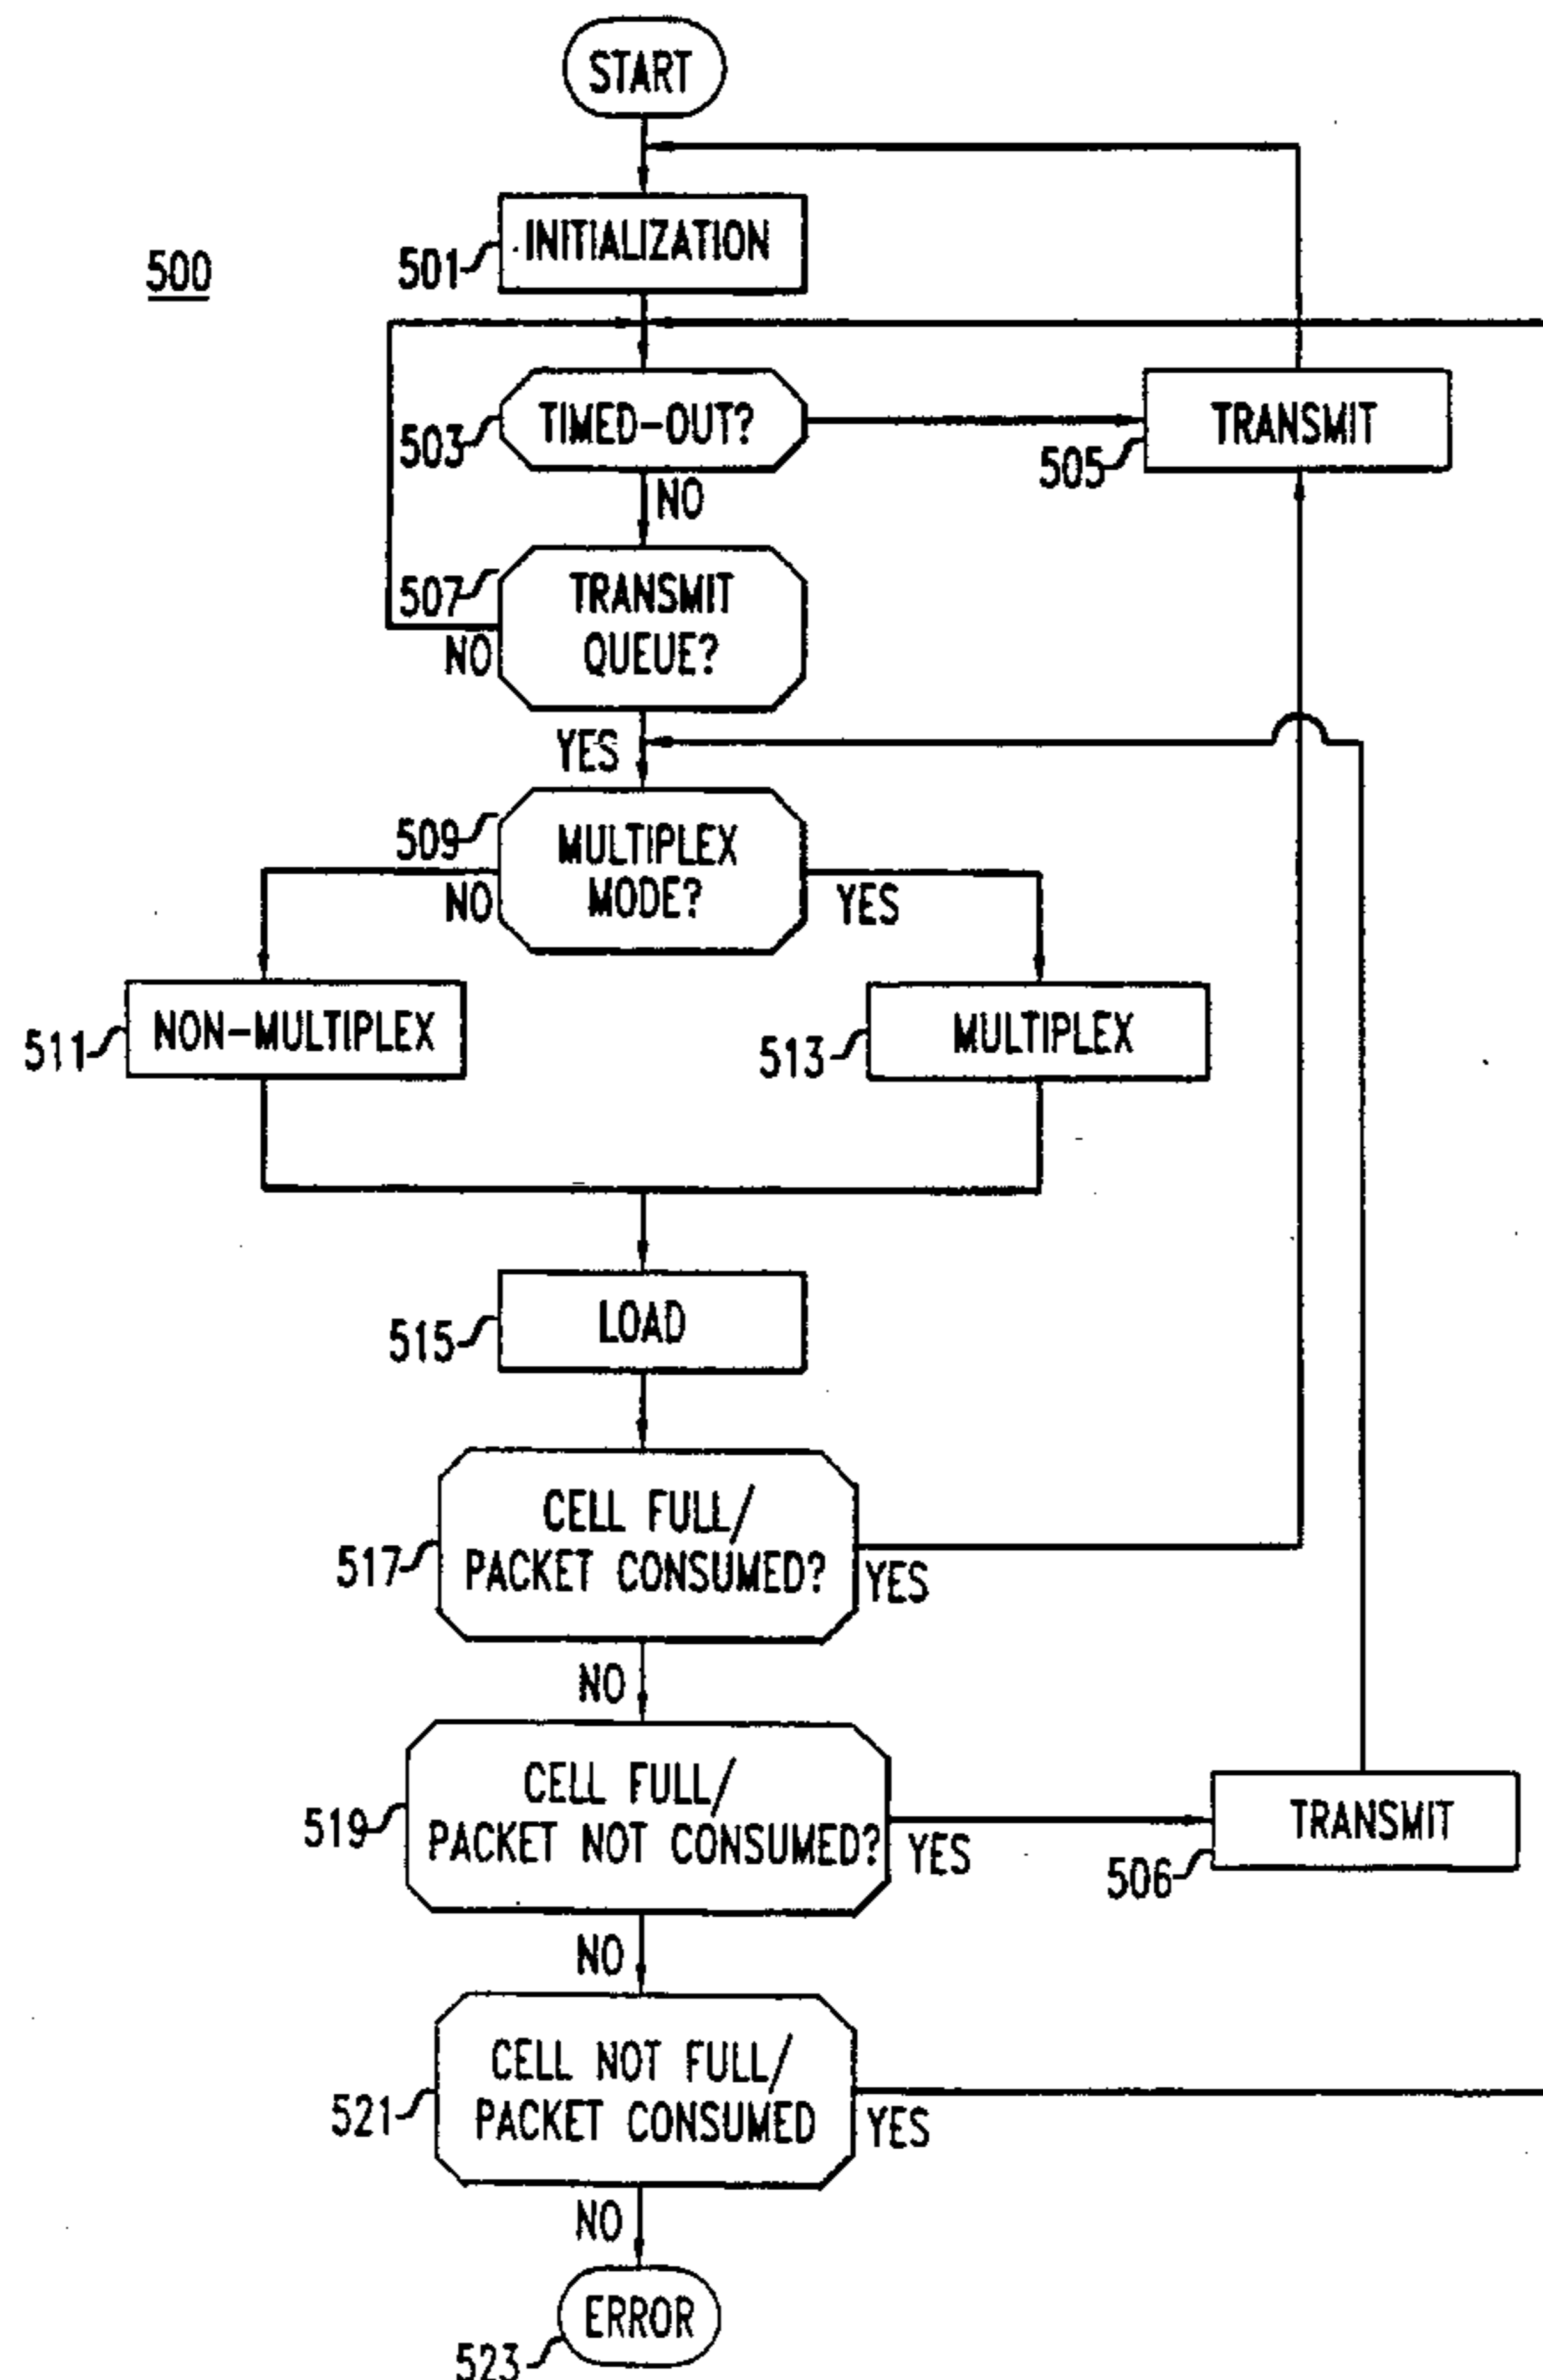 START
500
INITIALIZATION
501
TIMED-OUT?
503
TRANSMIT
505
NO
TRANSMIT
QUEUE?
507
NO
YES
MULTIPLEX
MODE?
509
NO
YES
NON-MULTIPLEX
511
MULTIPLEX
513
LOAD
515
CELL FULL/
PACKET CONSUMED?
517
YES
NO
CELL FULL/
PACKET NOT CONSUMED?
519
YES
TRANSMIT
506
NO
CELL NOT FULL/
PACKET CONSUMED
521
YES
NO
ERROR
523